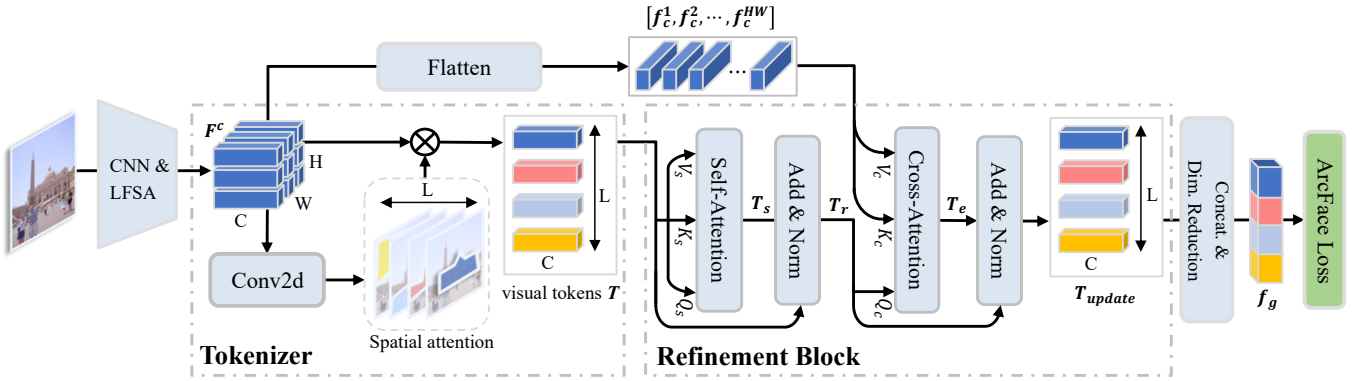 [f_c^1, f_c^2, ⋯, f_c^HW]
Flatten
...
CNN &
LFSA
F^c
H
W
C
L
Conv2d
Spatial attention
Tokenizer
L
C
visual tokens T
V_s
K_s
Q_s
Self-Attention
T_s
Add & Norm
T_r
V_c
K_c
Q_c
Cross-Attention
T_e
Add & Norm
L
C
T_update
Refinement Block
Concat. &
Dim. Reduction
f_g
ArcFace Loss